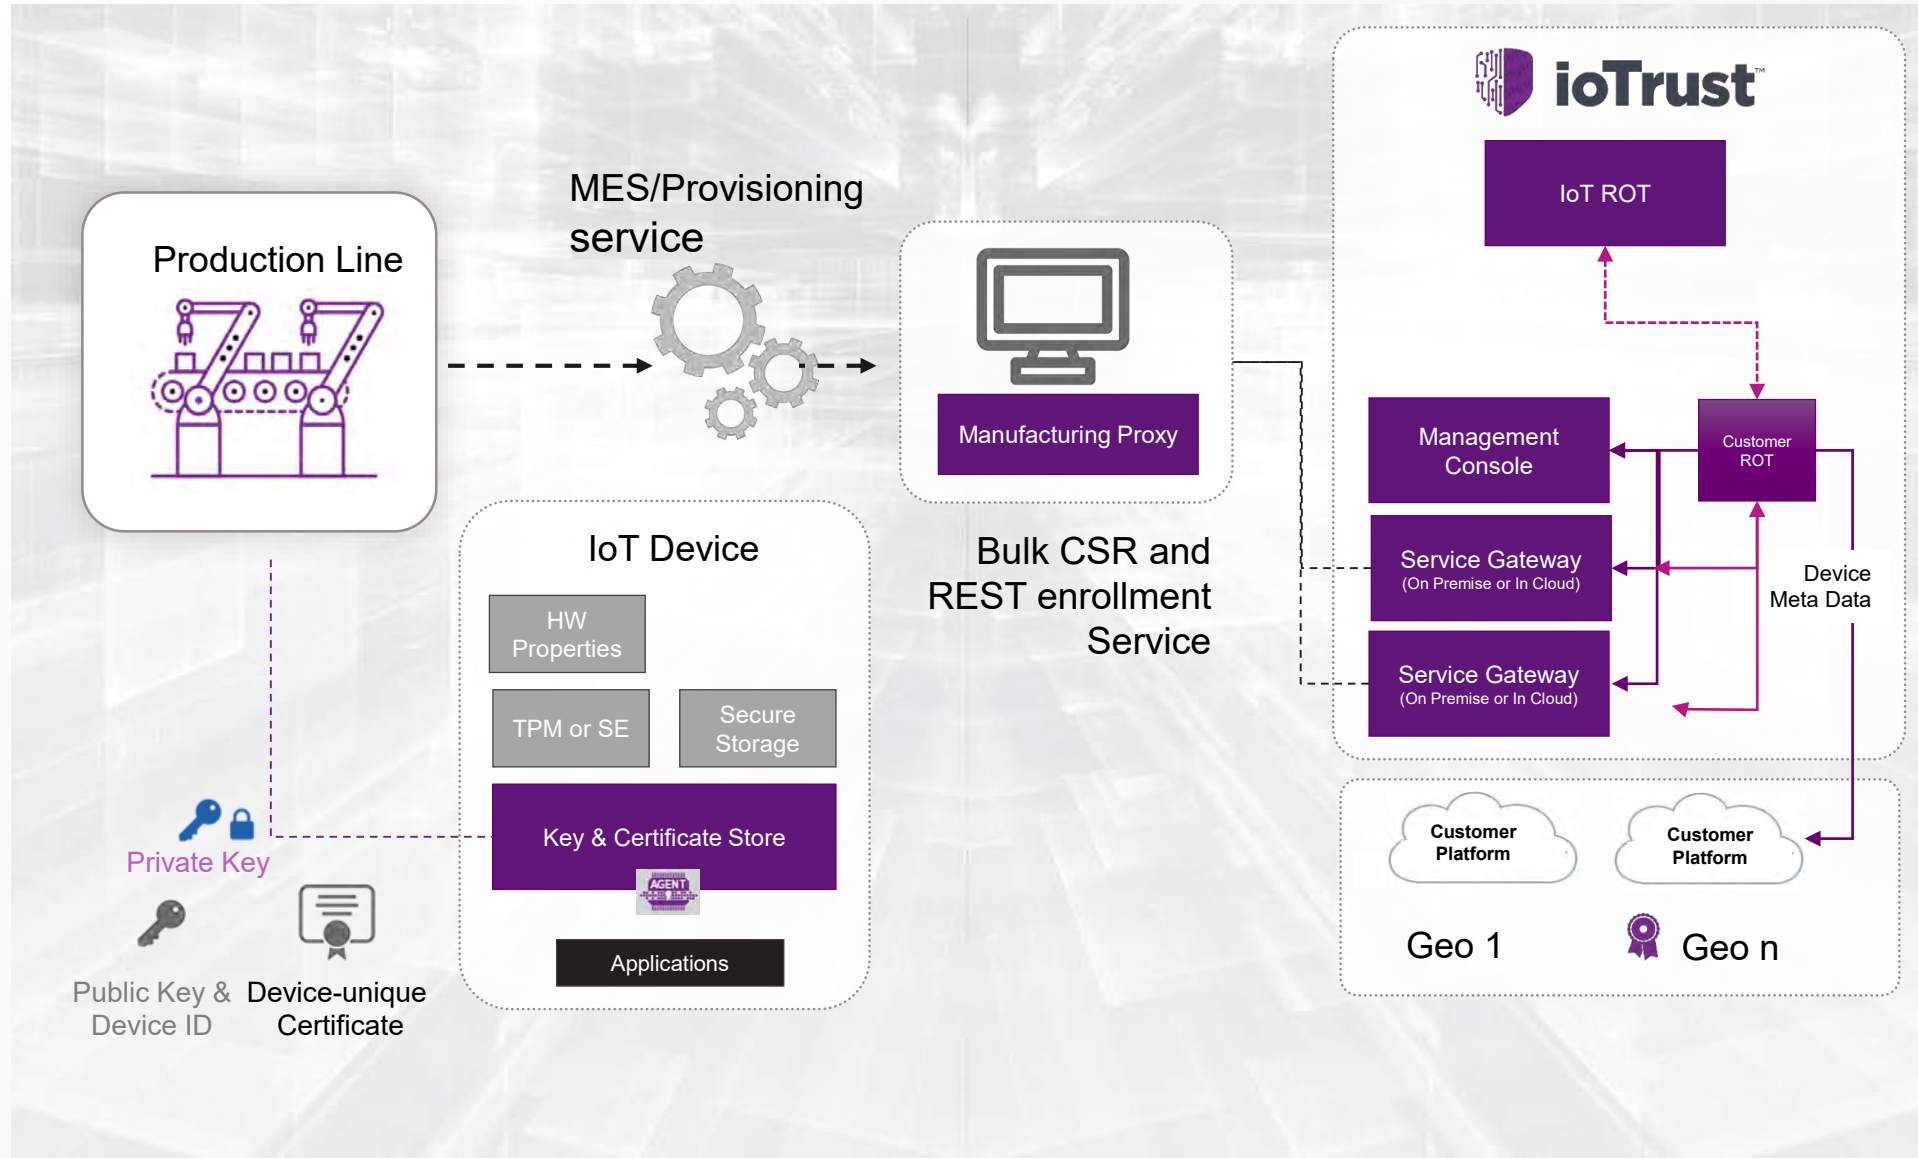 ioTrust™
IoT ROT
MES/Provisioning
service
Production Line
Manufacturing Proxy
Management
Console
Customer
ROT
Bulk CSR and
REST enrollment
Service
Service Gateway
(On Premise or In Cloud)
Device
Meta Data
Service Gateway
(On Premise or In Cloud)
IoT Device
HW
Properties
TPM or SE
Secure
Storage
Key & Certificate Store
AGENT
Applications
Private Key
Public Key &
Device ID
Device-unique
Certificate
Customer
Platform
Customer
Platform
Geo 1
Geo n